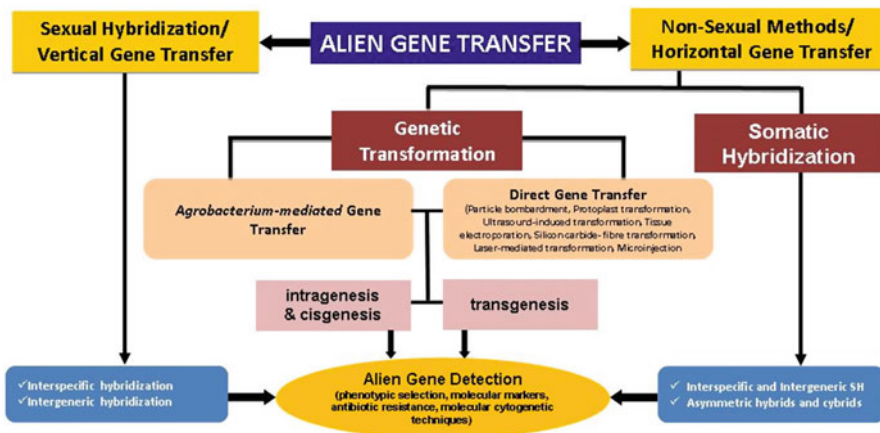 Sexual Hybridization/
Vertical Gene Transfer
ALIEN GENE TRANSFER
Non-Sexual Methods/
Horizontal Gene Transfer
Genetic
Transformation
Somatic
Hybridization
Agrobacterium-mediated Gene
Transfer
Direct Gene Transfer
(Particle bombardment, Protoplast transformation,
Ultrasound-induced transformation, Tissue
electroporation, Silicon carbide-fibre transformation,
Laser-mediated transformation, Microinjection
intragenesis
& cisgenesis
transgenesis
✓Interspecific hybridization
✓Intergeneric hybridization
Alien Gene Detection
(phenotypic selection, molecular markers,
antibiotic resistance, molecular cytogenetic
techniques)
✓ Interspecific and Intergeneric SH
✓ Asymmetric hybrids and cybrids